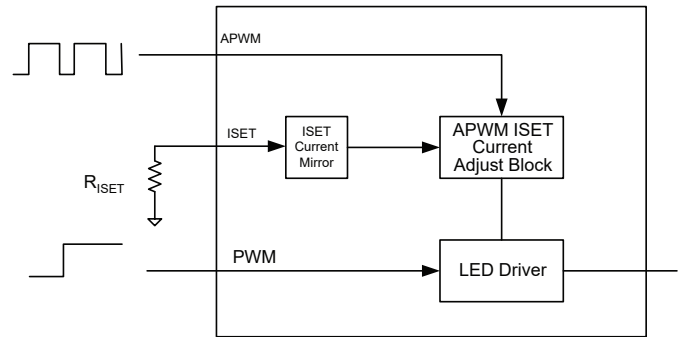 APWM
ISET
ISET
Current
Mirror
APWM ISET
Current
Adjust Block
RISET
PWM
LED Driver